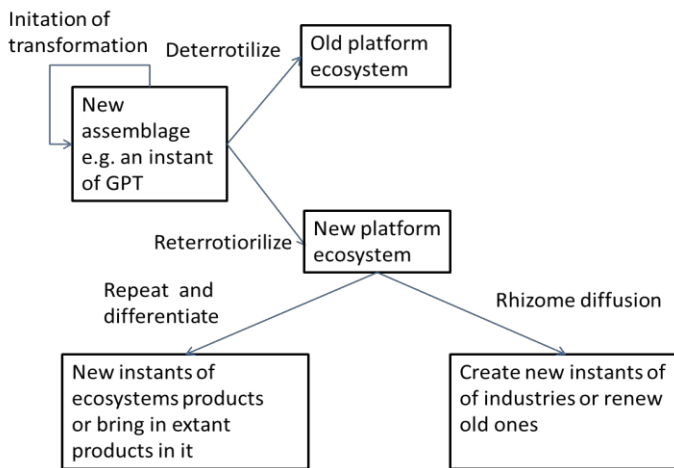 Initation of
transformation
Deterrotilize
Old platform
ecosystem
New
assemblage
e.g. an instant
of GPT
Reterrotiorilize
New platform
ecosystem
Repeat and
differentiate
Rhizome diffusion
New instants of
ecosystems products
or bring in extant
products in it
Create new instants of
of industries or renew
old ones